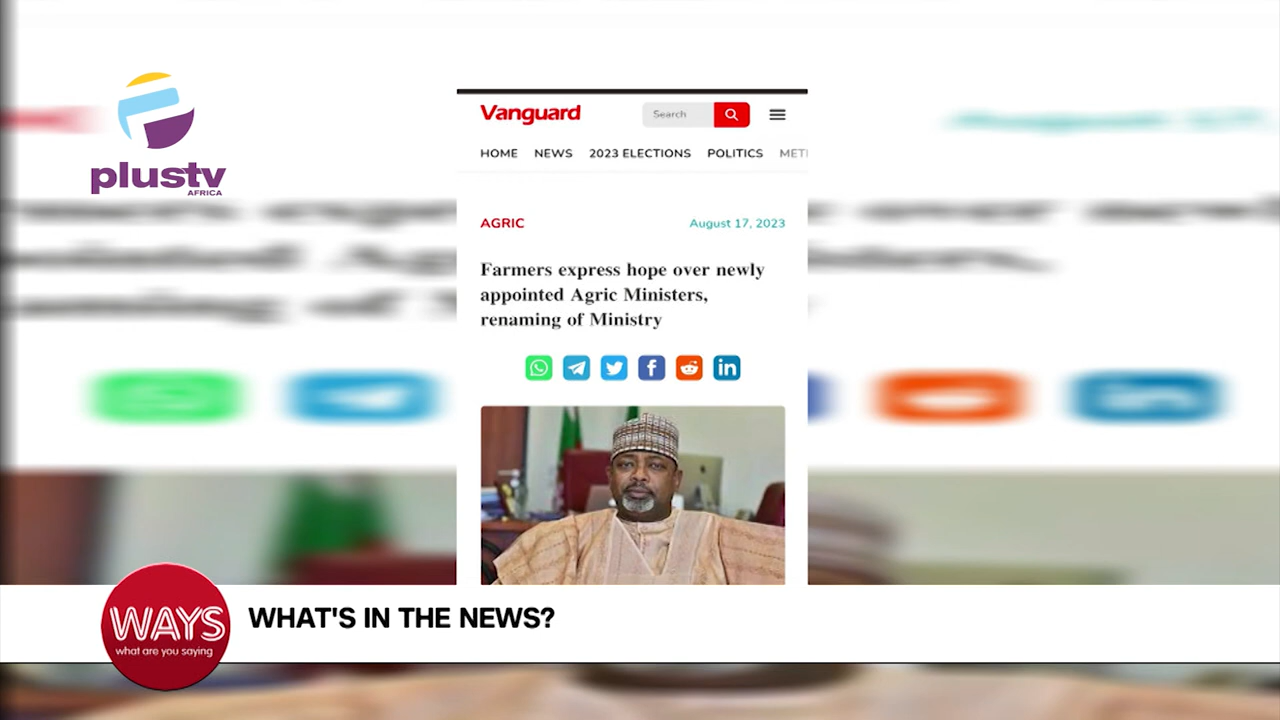 plustv
AFRICA
Vanguard
Search
HOME NEWS 2023 ELECTIONS POLITICS
AGRIC
August 17, 2023
Farmers express hope over newly
appointed Agric Ministers,
renaming of Ministry
WAYS
what are you saying
WHAT'S IN THE NEWS?